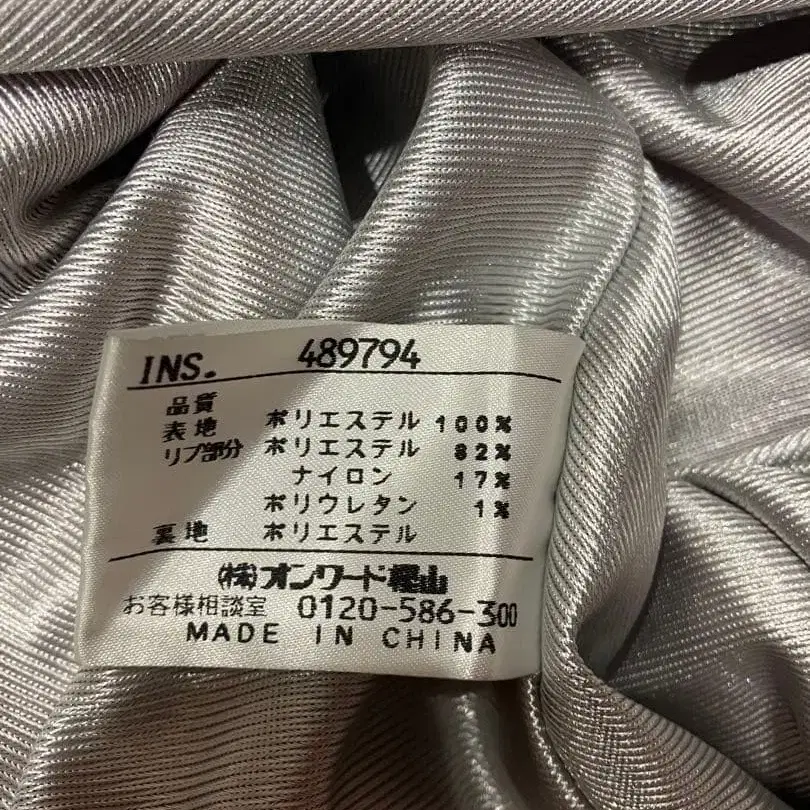 INS. 489794
品質
表地 ポリエステル 100%
リブ部分 ポリエステル 82%
ナイロン 17%
ポリウレタン 1%
裏地 ポリエステル
(株)オンワード樫山
お客様相談室 0120-586-300
MADE IN CHINA